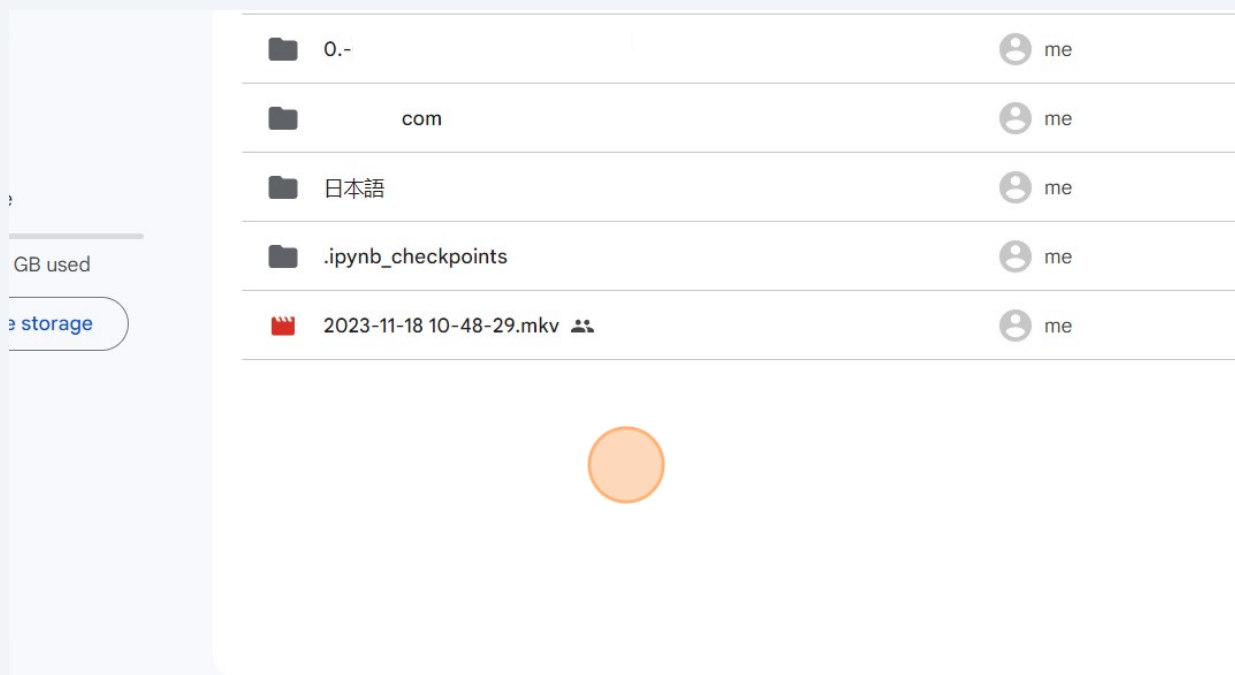 0.-
me
com
me
日本語
me
.ipynb_checkpoints
me
GB used
e storage
2023-11-18 10-48-29.mkv
me